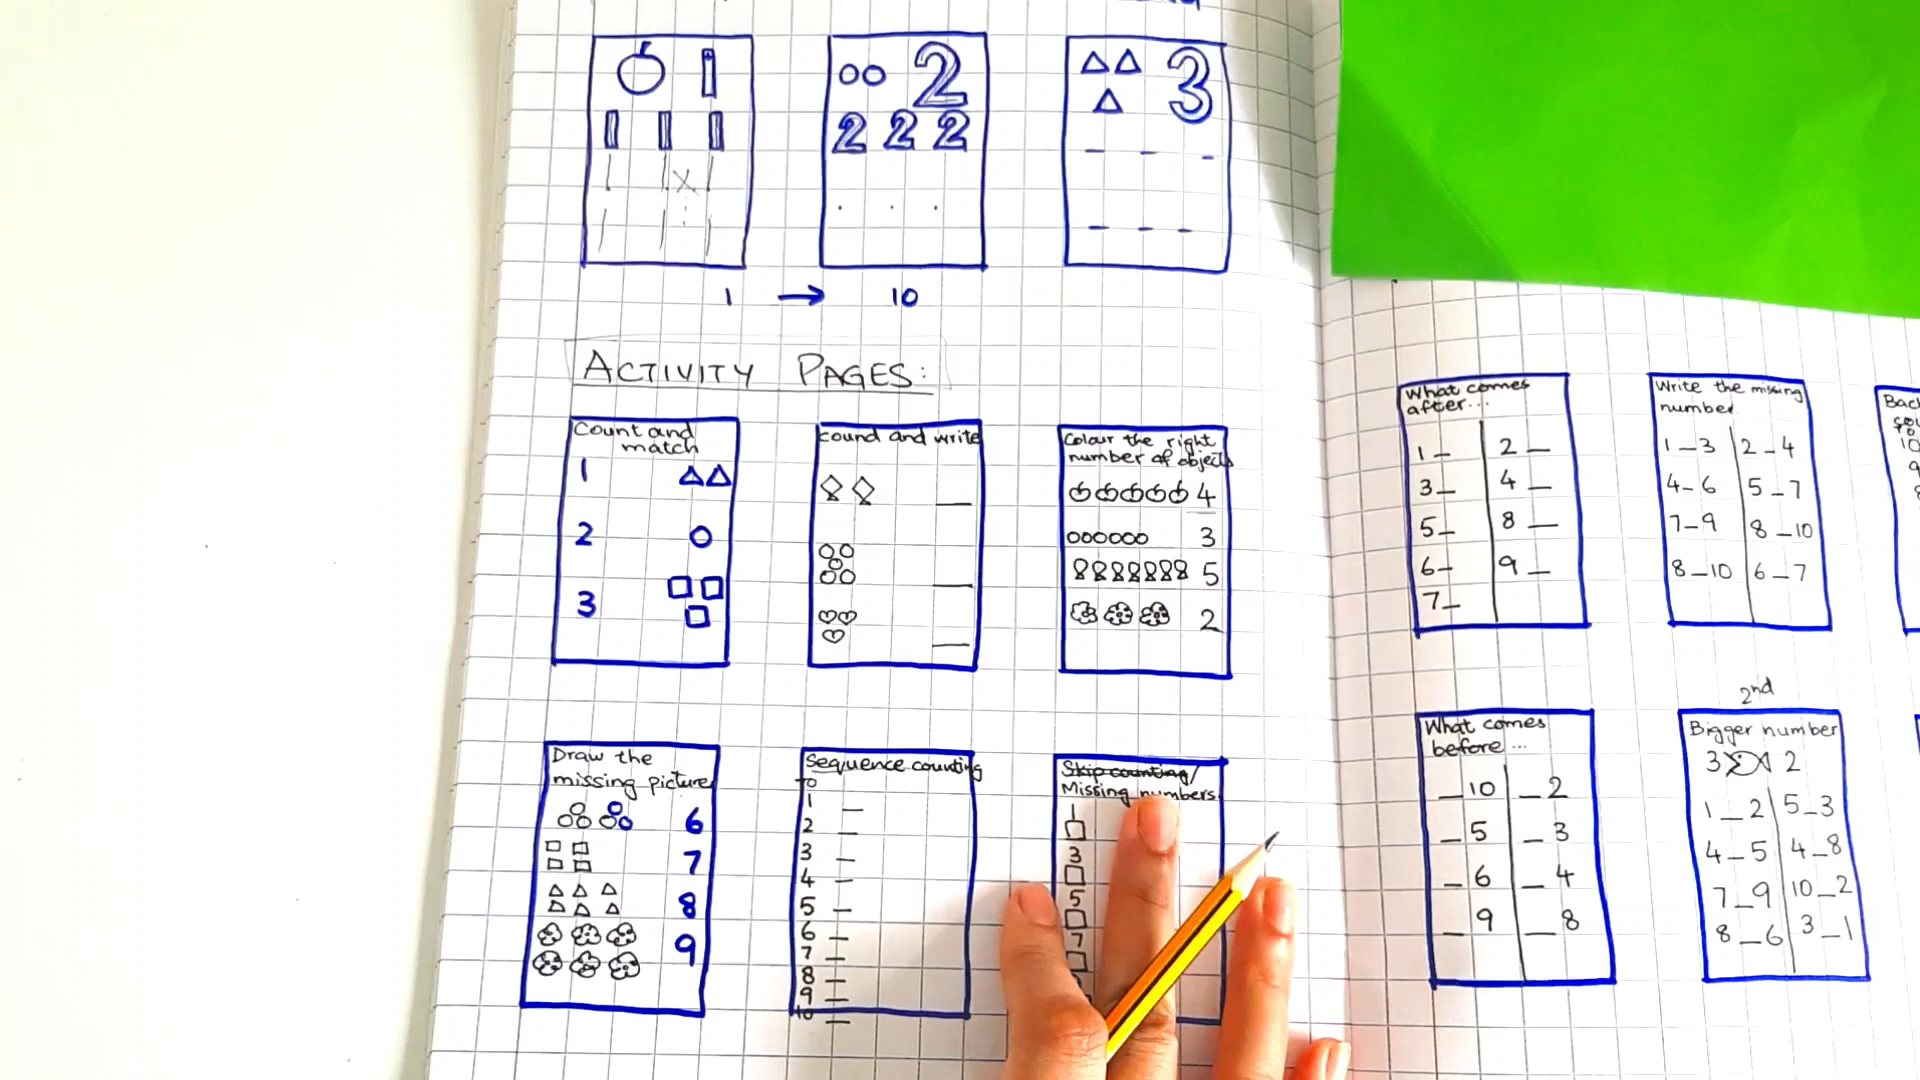 1
2
2 2 2
3
1 → 10
ACTIVITY PAGES:
Count and
match
1
2
3
cound and write
Colour the right
number of objects
4
3
5
2
Draw the
missing picture
6
7
8
9
Sequence counting
1 _
2 _
3 _
4 _
5 _
6 _
7 _
8 _
9 _
10 _
Skip counting/
Missing numbers
1
3
5
7
What comes
after...
1 _ 2 _
3 _ 4 _
5 _ 8 _
6 _ 9 _
7 _
Write the missing
number
1 _ 3 2 _ 4
4 _ 6 5 _ 7
7 _ 9 8 _ 10
8 _ 10 6 _ 7
10
9
What comes
before ...
_ 10 _ 2
_ 5 _ 3
_ 6 _ 4
_ 9 _ 8
2nd
Bigger number
3 > 2
1 _ 2 5 _ 3
4 _ 5 4 _ 8
7 _ 9 10 _ 2
8 _ 6 3 _ 1